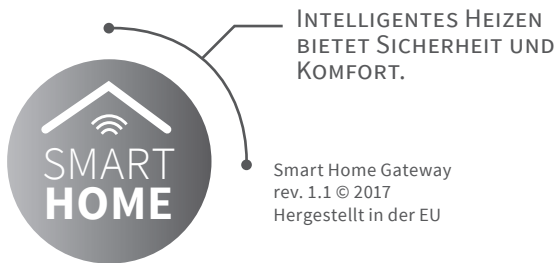 INTELLIGENTES HEIZEN
BIETET SICHERHEIT UND
KOMFORT.
SMART
HOME
Smart Home Gateway
rev. 1.1 © 2017
Hergestellt in der EU